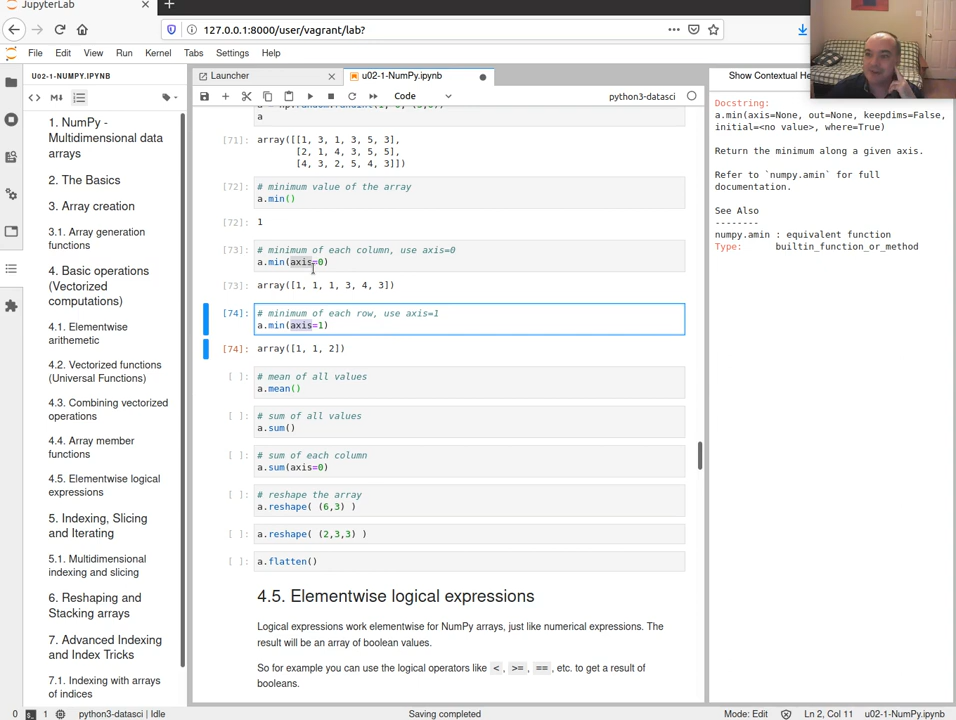 JupyterLab
127.0.0.1:8000/user/vagrant/lab?
File Edit View Run Kernel Tabs Settings Help
U02-1-NUMPY.IPYNB
1. NumPy -
Multidimensional data
arrays
2. The Basics
3. Array creation
3.1. Array generation
functions
4. Basic operations
(Vectorized
computations)
4.1. Elementwise
arithemetic
4.2. Vectorized functions
(Universal Functions)
4.3. Combining vectorized
operations
4.4. Array member
functions
4.5. Elementwise logical
expressions
5. Indexing, Slicing
and Iterating
5.1. Multidimensional
indexing and slicing
6. Reshaping and
Stacking arrays
7. Advanced Indexing
and Index Tricks
7.1. Indexing with arrays
of indices
Launcher
u02-1-NumPy.ipynb
Code
python3-datasci
a
[71]: array([[1, 3, 1, 3, 5, 3],
[2, 1, 4, 3, 5, 5],
[4, 3, 2, 5, 4, 3]])
[72]: # minimum value of the array
a.min()
[72]: 1
[73]: # minimum of each column, use axis=0
a.min(axis=0)
[73]: array([1, 1, 1, 3, 4, 3])
[74]: # minimum of each row, use axis=1
a.min(axis=1)
[74]: array([1, 1, 2])
[ ]: # mean of all values
a.mean()
[ ]: # sum of all values
a.sum()
[ ]: # sum of each column
a.sum(axis=0)
[ ]: # reshape the array
a.reshape( (6,3) )
[ ]: a.reshape( (2,3,3) )
[ ]: a.flatten()
4.5. Elementwise logical expressions
Logical expressions work elementwise for NumPy arrays, just like numerical expressions. The
result will be an array of boolean values.
So for example you can use the logical operators like <, >=, ==, etc. to get a result of
booleans.
Show Contextual He
Docstring:
a.min(axis=None, out=None, keepdims=False,
initial=<no value>, where=True)
Return the minimum along a given axis.
Refer to `numpy.amin` for full
documentation.
See Also
--------
numpy.amin : equivalent function
Type: builtin_function_or_method
0 1 python3-datasci | Idle Saving completed Mode: Edit Ln 2, Col 11 u02-1-NumPy.ipynb